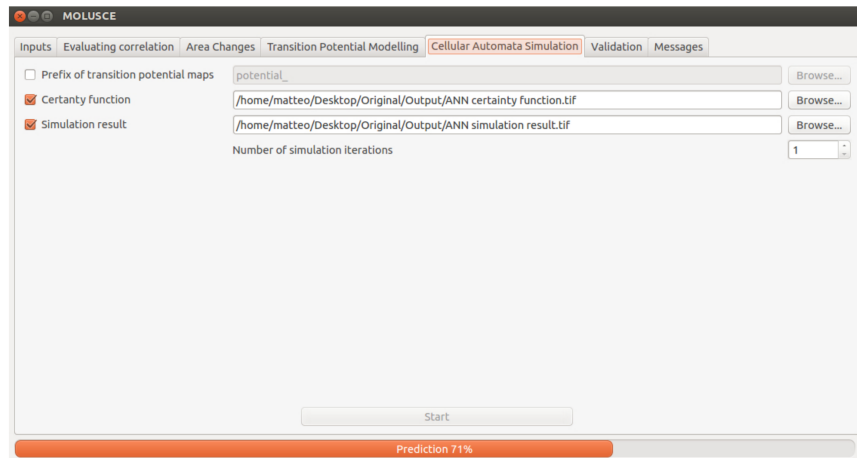 MOLUSCE
Inputs Evaluating correlation Area Changes Transition Potential Modelling Cellular Automata Simulation Validation Messages
Prefix of transition potential maps potential_ Browse...
Certanty function /home/matteo/Desktop/Original/Output/ANN certainty function.tif Browse...
Simulation result /home/matteo/Desktop/Original/Output/ANN simulation result.tif Browse...
Number of simulation iterations 1
Start
Prediction 71%